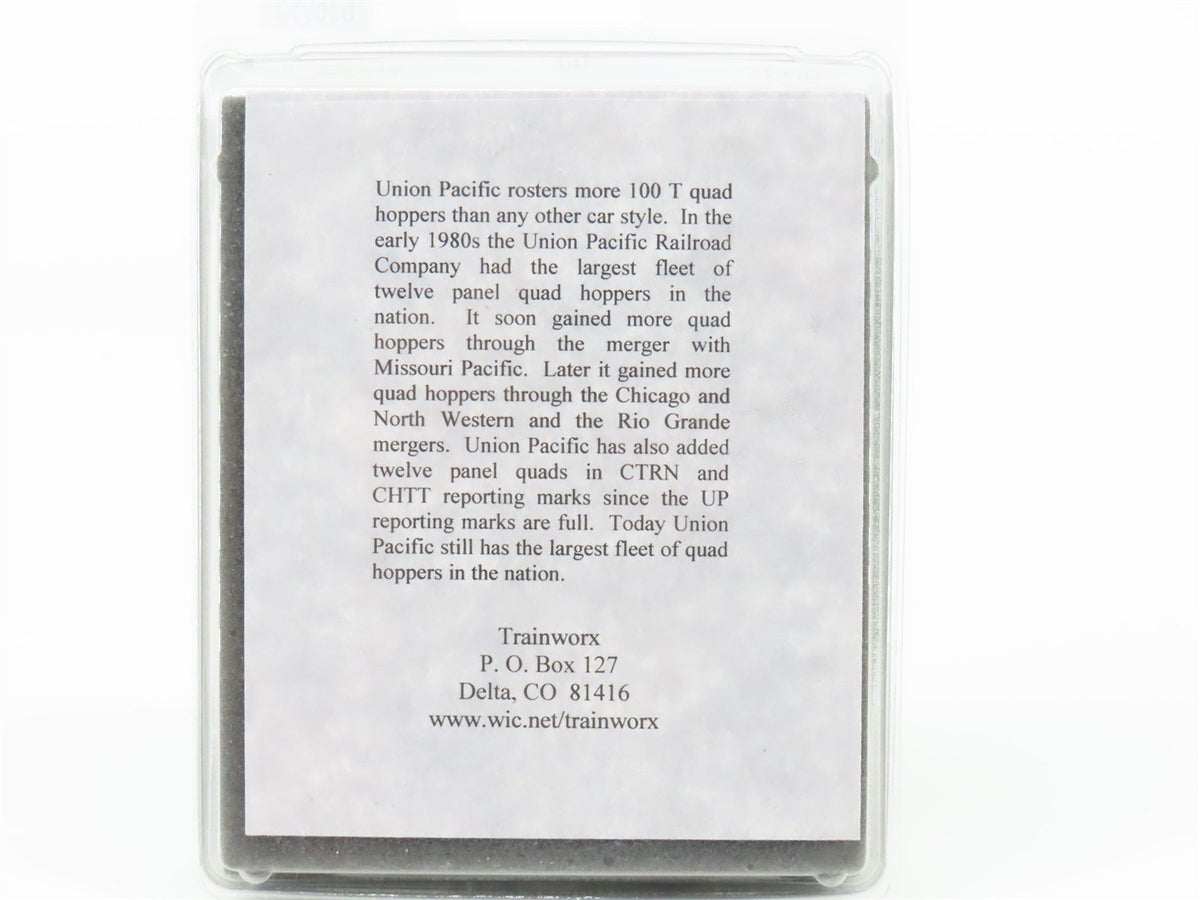 Union Pacific rosters more 100 T quad
hoppers than any other car style. In the
early 1980s the Union Pacific Railroad
Company had the largest fleet of
twelve panel quad hoppers in the
nation. It soon gained more quad
hoppers through the merger with
Missouri Pacific. Later it gained more
quad hoppers through the Chicago and
North Western and the Rio Grande
mergers. Union Pacific has also added
twelve panel quads in CTRN and
CHTT reporting marks since the UP
reporting marks are full. Today Union
Pacific still has the largest fleet of quad
hoppers in the nation.
Trainworx
P. O. Box 127
Delta, CO 81416
www.wic.net/trainworx